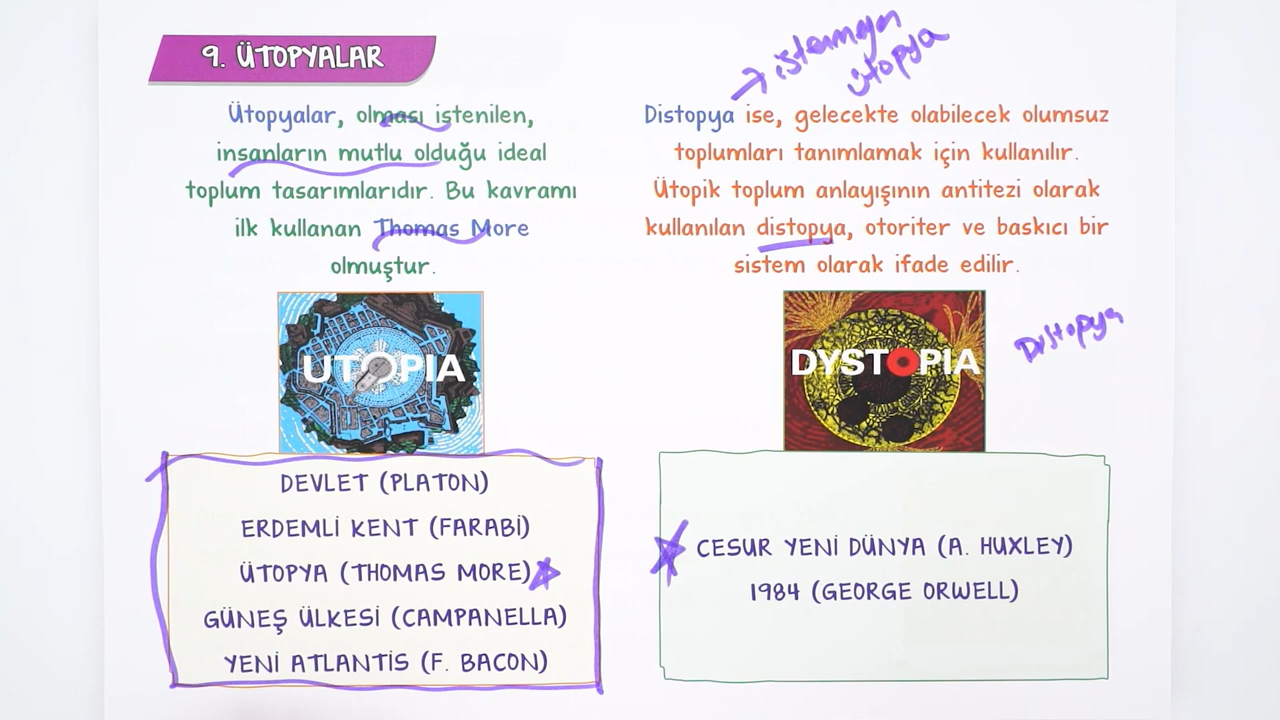 9. ÜTOPYALAR
Ütopyalar, olması istenilen,
insanların mutlu olduğu ideal
toplum tasarımlarıdır. Bu kavramı
ilk kullanan Thomas More
olmuştur.
UTOPIA
DEVLET (PLATON)
ERDEMLİ KENT (FARABİ)
ÜTOPYA (THOMAS MORE)
GÜNEŞ ÜLKESİ (CAMPANELLA)
YENİ ATLANTİS (F. BACON)
istenmeyen
ütopya
Distopya ise, gelecekte olabilecek olumsuz
toplumları tanımlamak için kullanılır.
Ütopik toplum anlayışının antitezi olarak
kullanılan distopya, otoriter ve baskıcı bir
sistem olarak ifade edilir.
DYSTOPIA
Distopya
CESUR YENİ DÜNYA (A. HUXLEY)
1984 (GEORGE ORWELL)